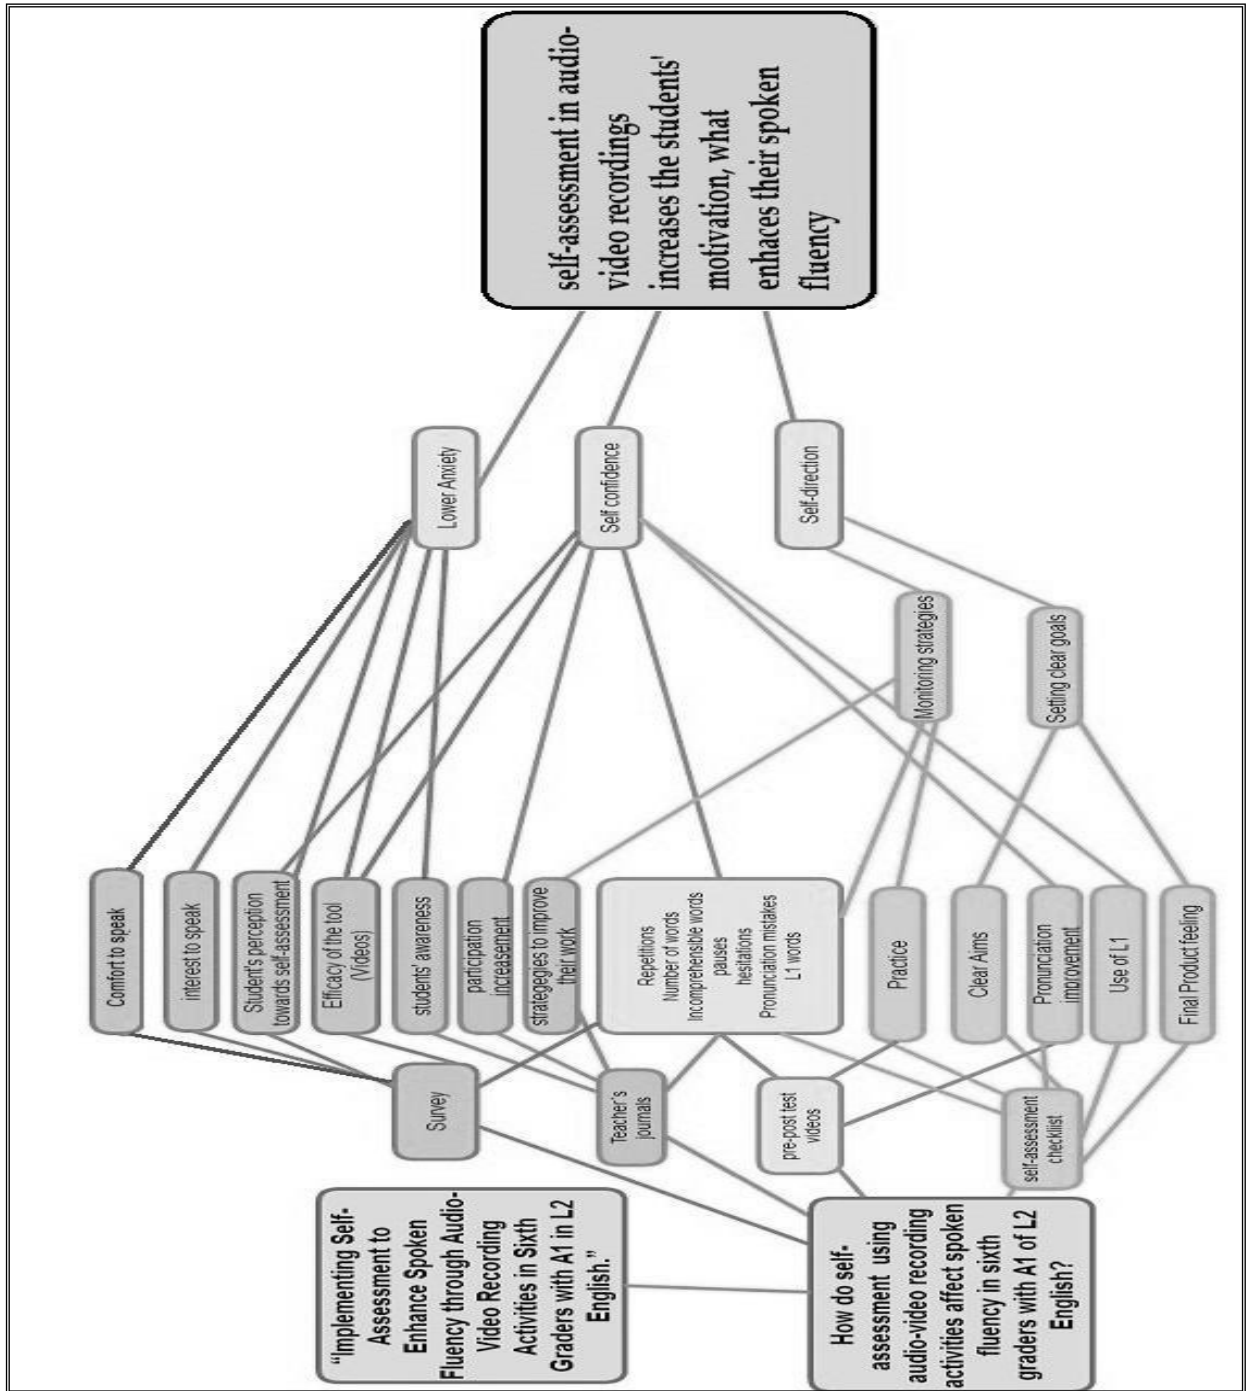 "Implementing Self-
Assessment to
Enhance Spoken
Fluency through Audio-
Video Recording
Activities in Sixth
Graders with A1 in L2
English."
How do self-
assessment using
audio-video recording
activities affect spoken
fluency in sixth
graders with A1 of L2
English?
Survey
Teacher's
journals
pre-post test
videos
self-assessment
checklist
Comfort to speak
interest to speak
Student's perception
towards self-assessment
Efficacy of the tool
(Videos)
students' awareness
participation
increasement
strategegies to improve
their work
Repetitions
Number of words
Incomprehensible words
pauses
hesitations
Pronunciation mistakes
L1 words
Practice
Clear Aims
Pronunciation
improvement
Use of L1
Final Product feeling
Monitoring strategies
Setting clear goals
Lower Anxiety
Self confidence
Self-direction
self-assessment in audio-
video recordings
increases the students'
motivation, what
enhaces their spoken
fluency